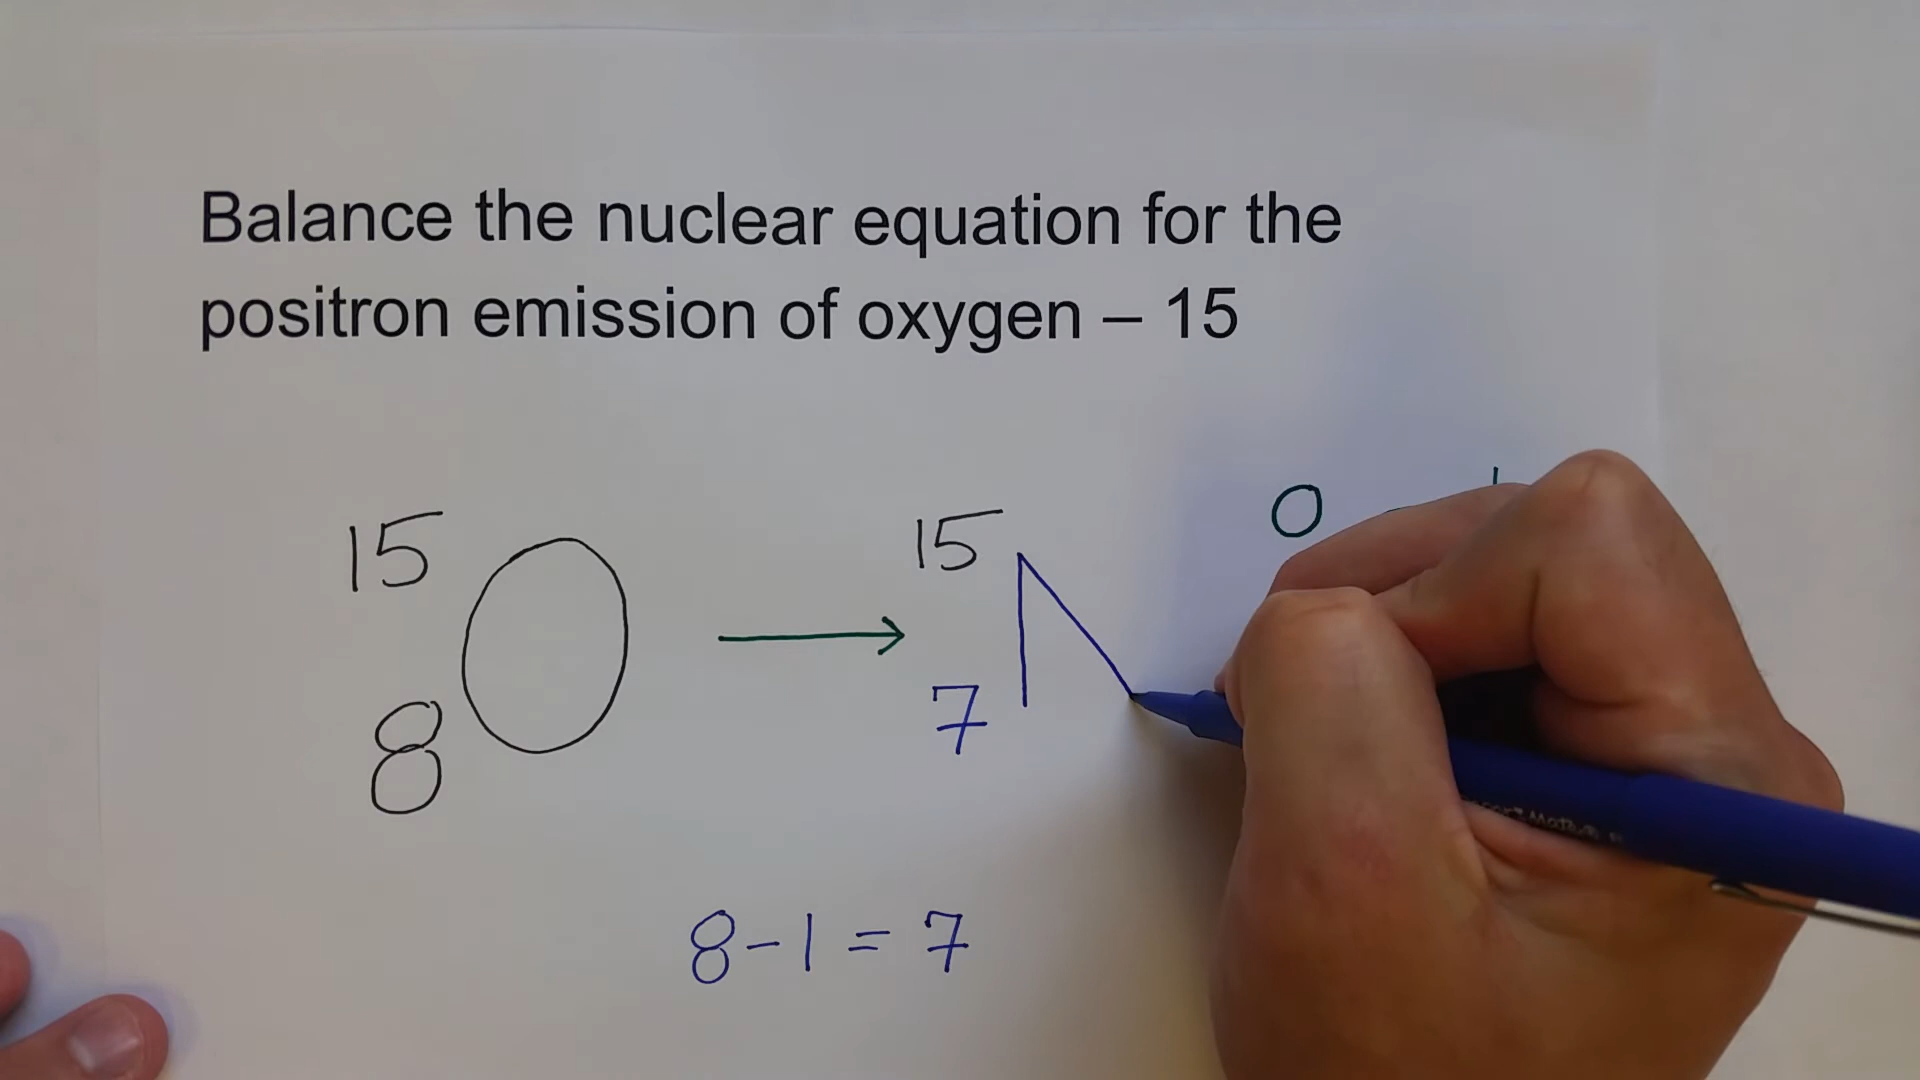 Balance the nuclear equation for the
positron emission of oxygen – 15
15 O → 15 0
8 7
8 - 1 = 7